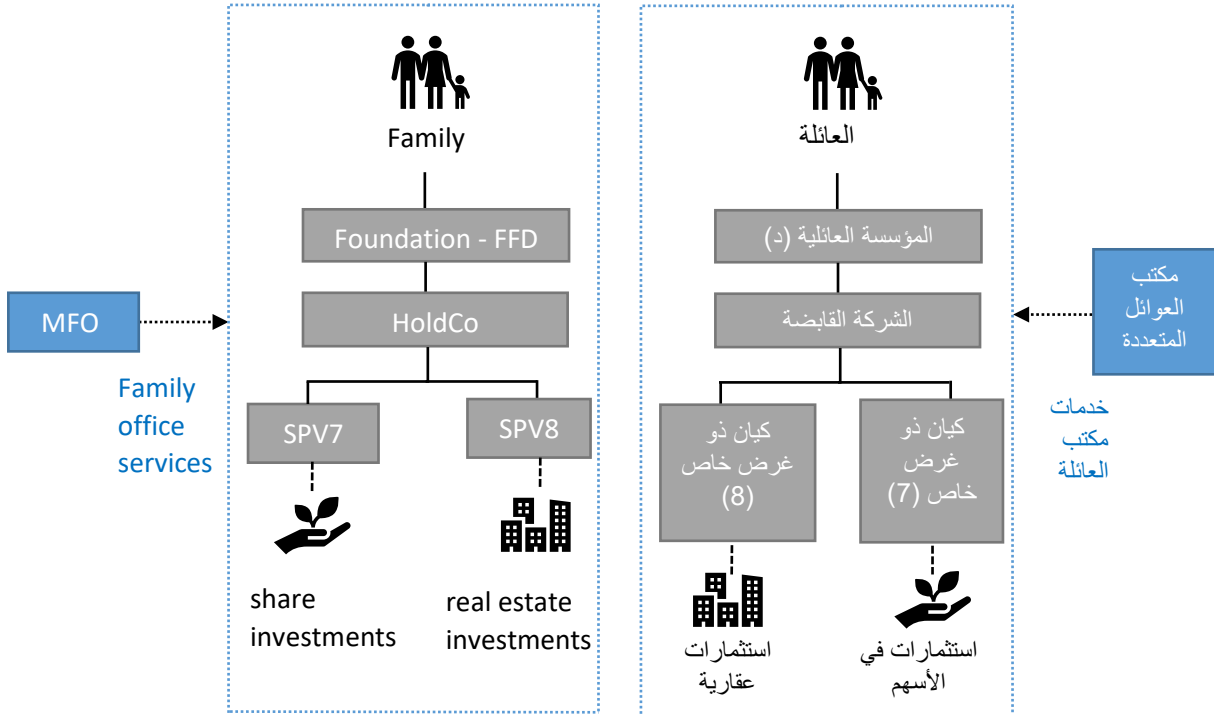 Family
Foundation - FFD
HoldCo
MFO
Family
office
services
SPV7
SPV8
share
investments
real estate
investments
العائلة
المؤسسة العائلية (د)
الشركة القابضة
مكتب
العوائل
المتعددة
خدمات
مكتب
العائلة
كيان ذو
غرض
خاص (7)
كيان ذو
غرض خاص
(8)
استثمارات في
الأسهم
استثمارات
عقارية